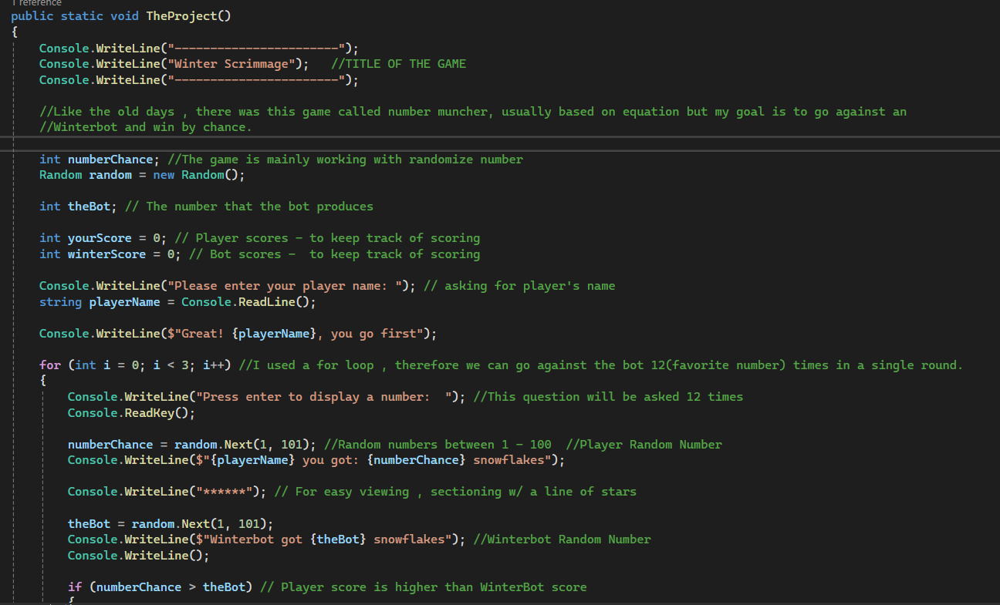 1 reference
public static void TheProject()
{
Console.WriteLine("-----------------------");
Console.WriteLine("Winter Scrimmage");   //TITLE OF THE GAME
Console.WriteLine("-----------------------");
//Like the old days , there was this game called number muncher, usually based on equation but my goal is to go against an
//Winterbot and win by chance.
int numberChance; //The game is mainly working with randomize number
Random random = new Random();
int theBot; // The number that the bot produces
int yourScore = 0; // Player scores - to keep track of scoring
int winterScore = 0; // Bot scores -  to keep track of scoring
Console.WriteLine("Please enter your player name: "); // asking for player's name
string playerName = Console.ReadLine();
Console.WriteLine($"Great! {playerName}, you go first");
for (int i = 0; i < 3; i++) //I used a for loop , therefore we can go against the bot 12(favorite number) times in a single round.
{
Console.WriteLine("Press enter to display a number:  "); //This question will be asked 12 times
Console.ReadKey();
numberChance = random.Next(1, 101); //Random numbers between 1 - 100  //Player Random Number
Console.WriteLine($"{playerName} you got: {numberChance} snowflakes");
Console.WriteLine("******"); // For easy viewing , sectioning w/ a line of stars
theBot = random.Next(1, 101);
Console.WriteLine($"Winterbot got {theBot} snowflakes"); //Winterbot Random Number
Console.WriteLine();
if (numberChance > theBot) // Player score is higher than WinterBot score
{